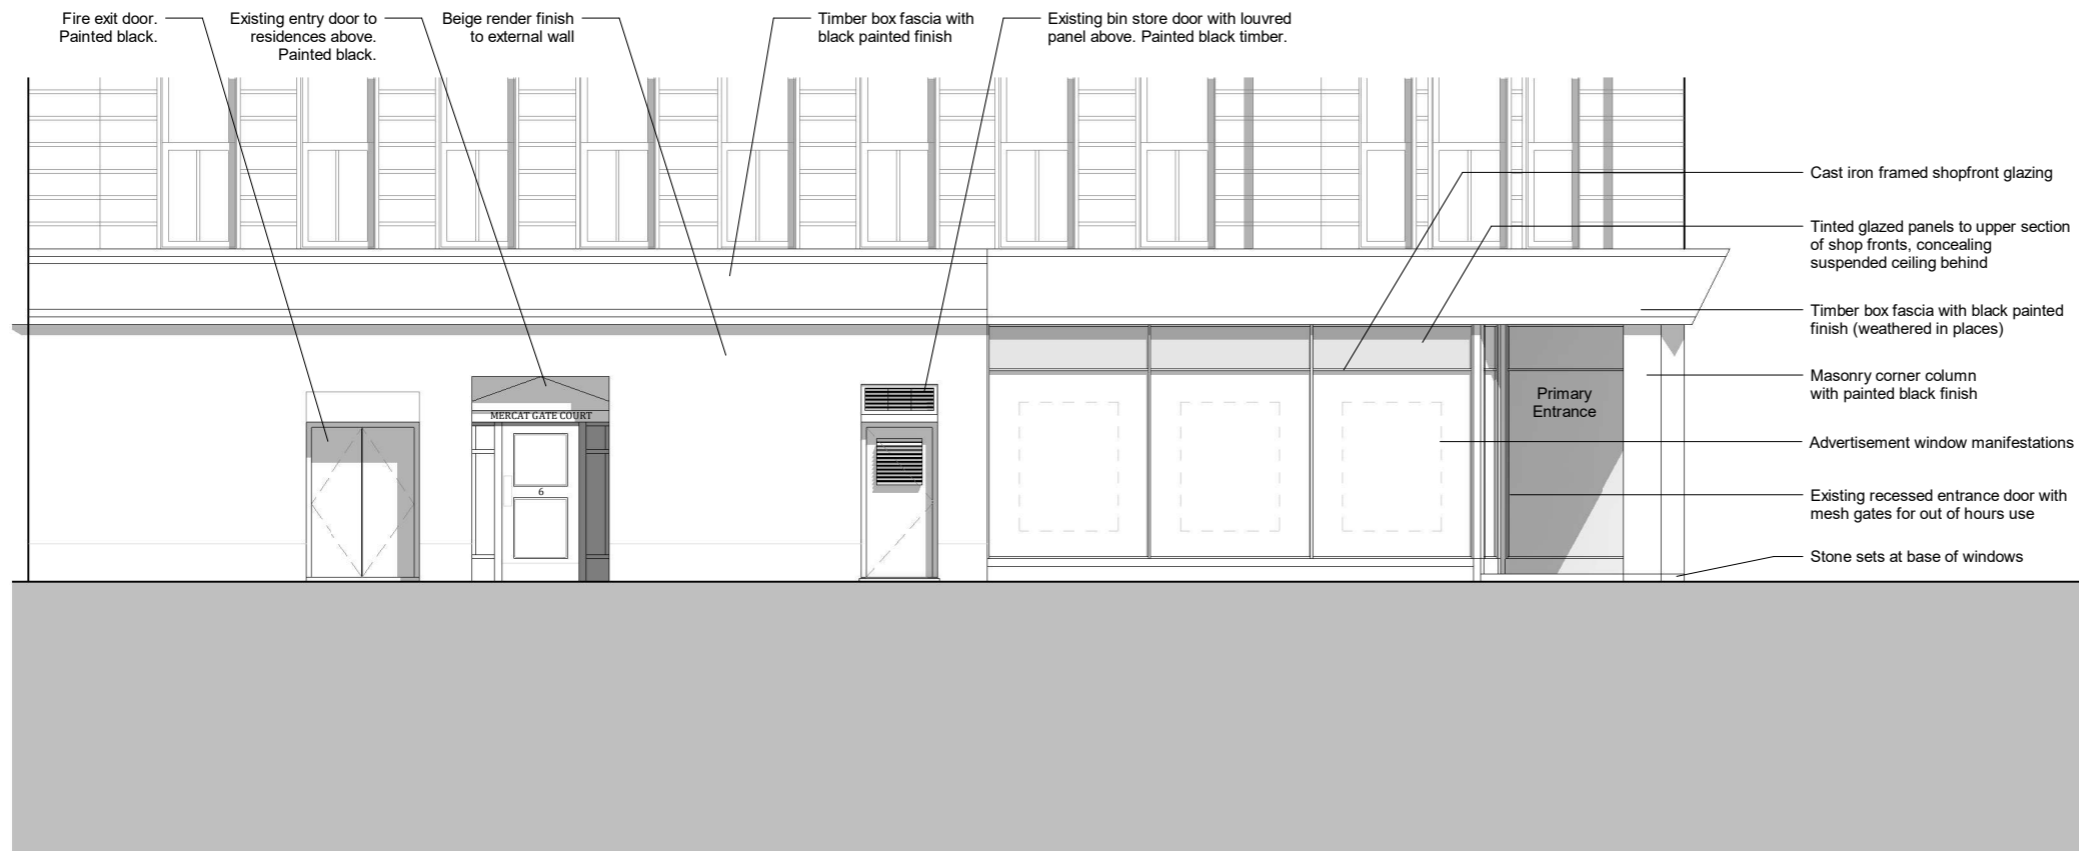 Fire exit door.
Painted black.
Existing entry door to
residences above.
Painted black.
Beige render finish
to external wall
Timber box fascia with
black painted finish
Existing bin store door with louvred
panel above. Painted black timber.
Cast iron framed shopfront glazing
Tinted glazed panels to upper section
of shop fronts, concealing
suspended ceiling behind
Timber box fascia with black painted
finish (weathered in places)
Masonry corner column
with painted black finish
Primary
Entrance
MERCAT GATE COURT
Advertisement window manifestations
6
Existing recessed entrance door with
mesh gates for out of hours use
Stone sets at base of windows